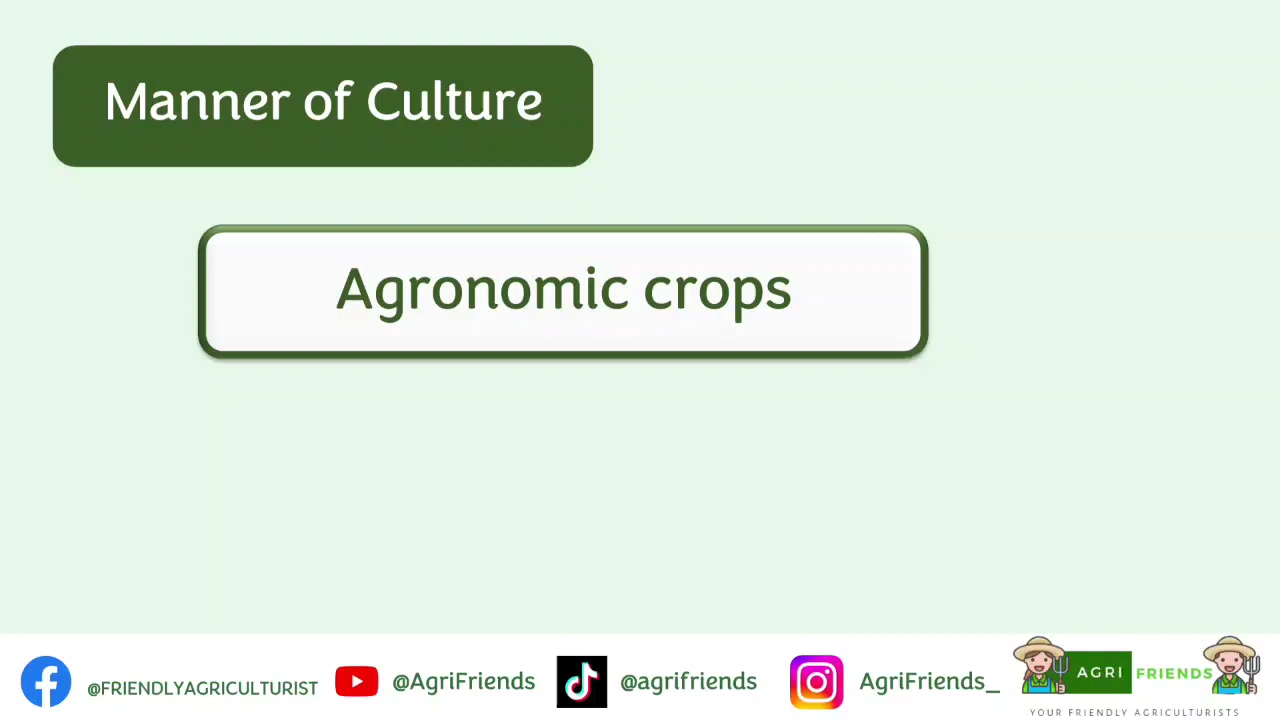 Manner of Culture
Agronomic crops
@FRIENDLYAGRICULTURIST @AgriFriends @agrifriends AgriFriends_
AGRI FRIENDS
YOUR FRIENDLY AGRICULTURISTS